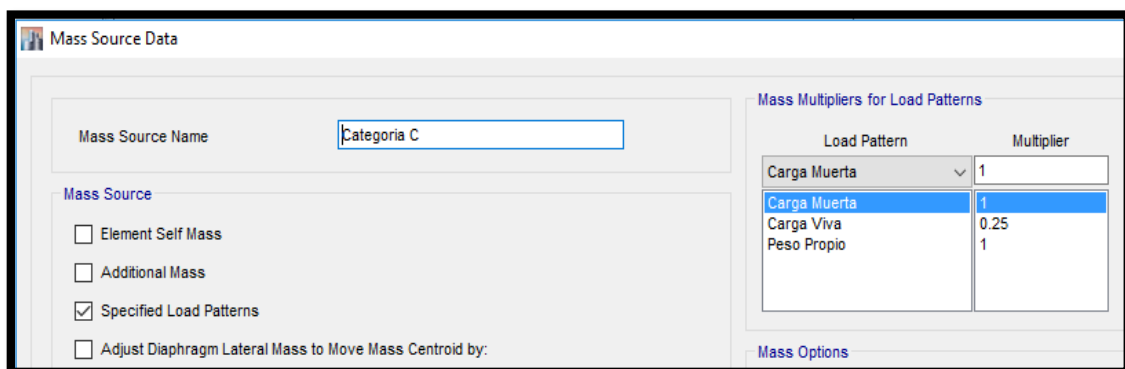 Mass Source Data
Mass Source Name
Categoria C
Mass Source
Element Self Mass
Additional Mass
Specified Load Patterns
Adjust Diaphragm Lateral Mass to Move Mass Centroid by:
Mass Multipliers for Load Patterns
Load Pattern Multiplier
Carga Muerta 1
Carga Muerta 1
Carga Viva 0.25
Peso Propio 1
Mass Options